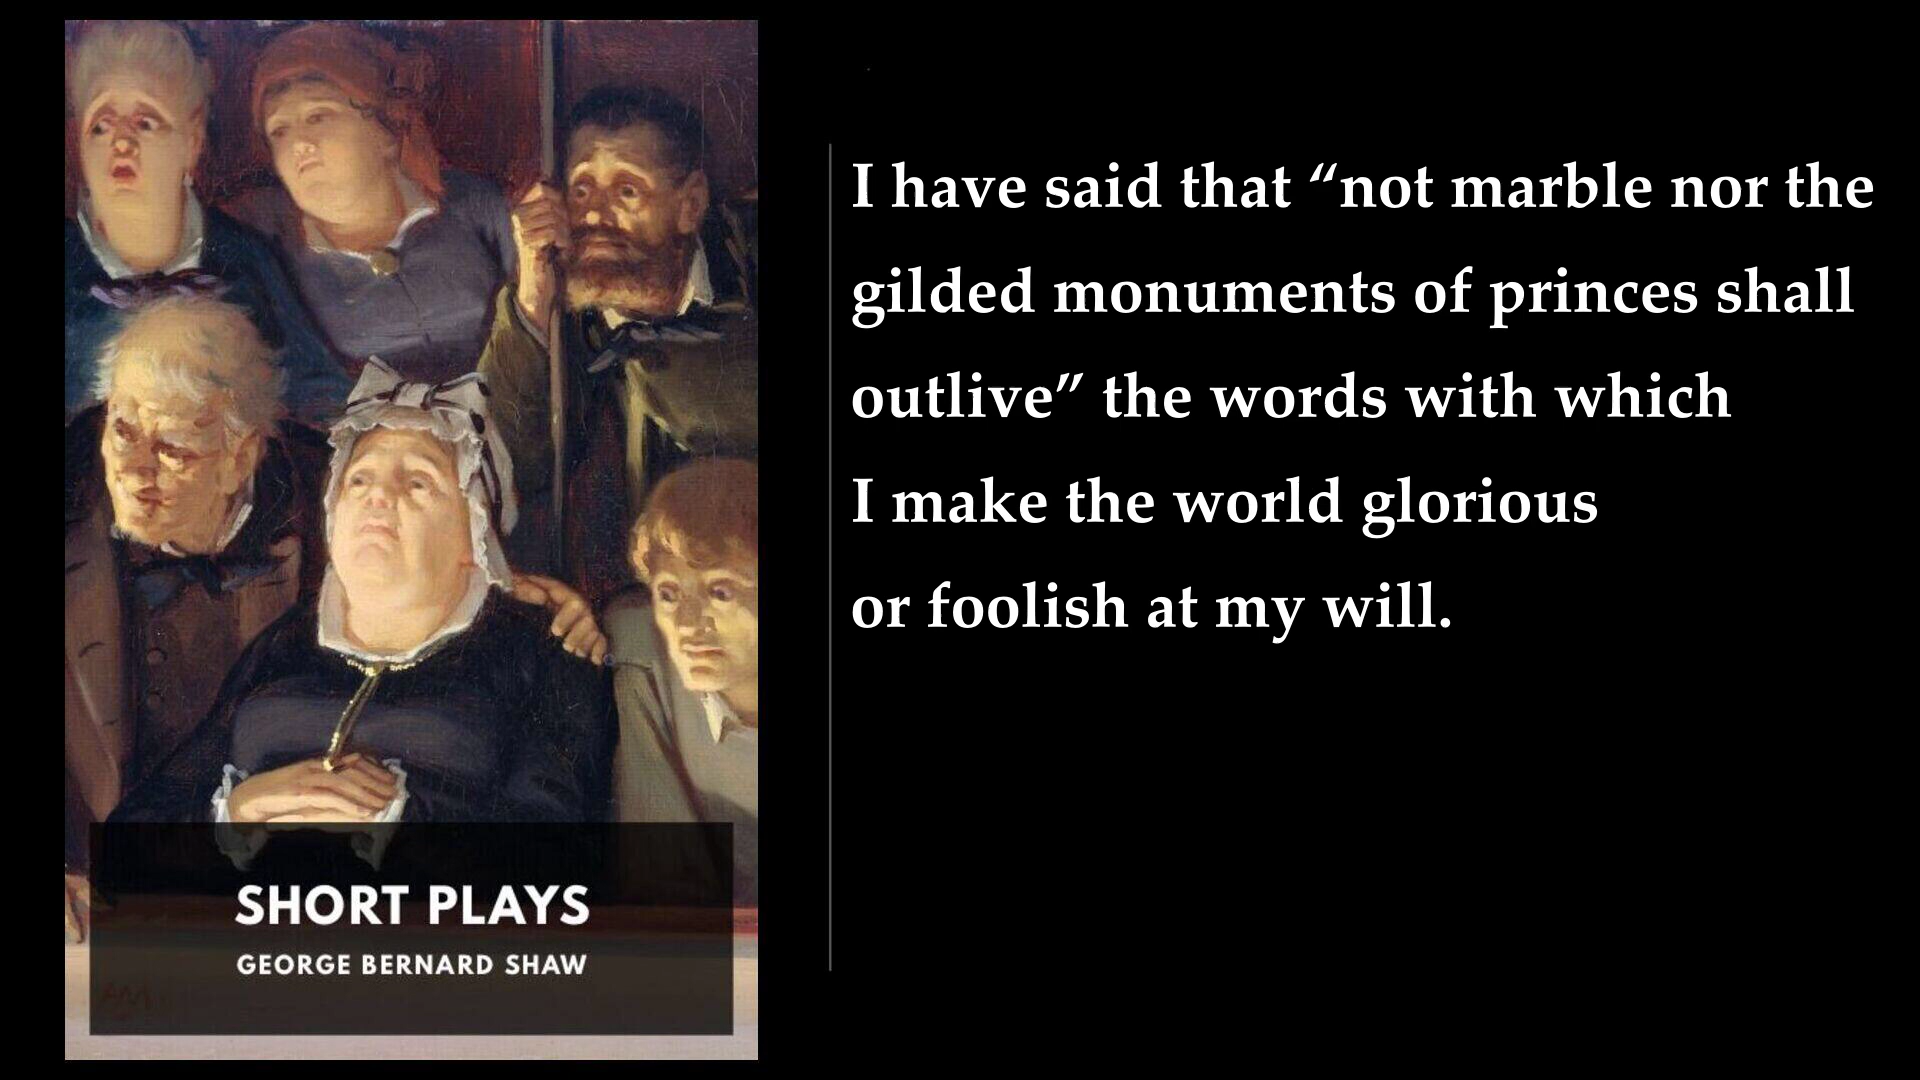 I have said that “not marble nor the
gilded monuments of princes shall
outlive” the words with which
I make the world glorious
or foolish at my will.
SHORT PLAYS
GEORGE BERNARD SHAW